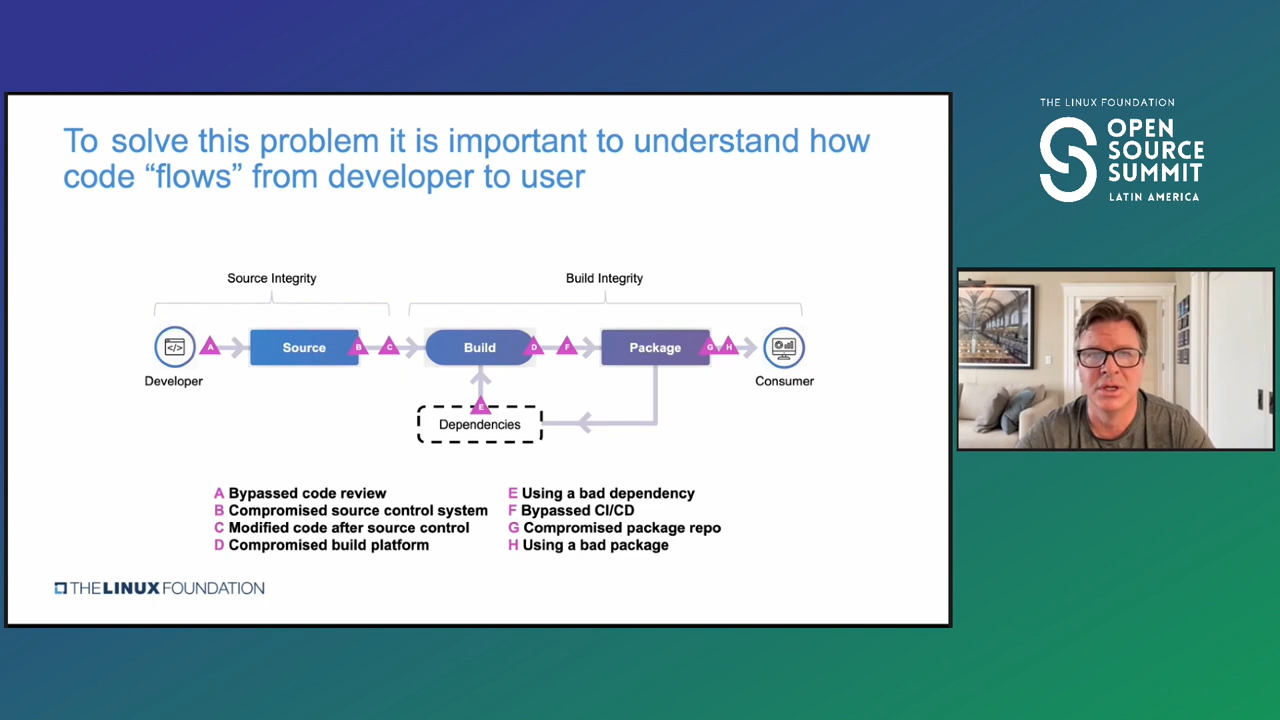 To solve this problem it is important to understand how
code “flows” from developer to user
Source Integrity
Build Integrity
A
Source
B
C
Build
D
F
Package
G
H
Developer
Consumer
E
Dependencies
A Bypassed code review
B Compromised source control system
C Modified code after source control
D Compromised build platform
E Using a bad dependency
F Bypassed CI/CD
G Compromised package repo
H Using a bad package
THE LINUX FOUNDATION
THE LINUX FOUNDATION
OPEN
SOURCE
SUMMIT
LATIN AMERICA